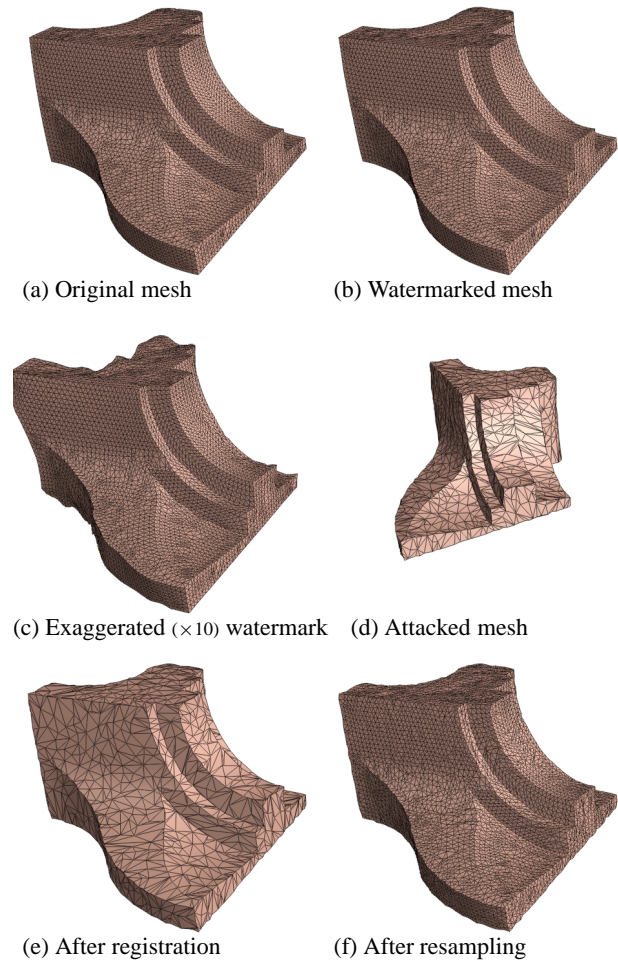 (a) Original mesh
(b) Watermarked mesh
(c) Exaggerated (×10) watermark
(d) Attacked mesh
(e) After registration
(f) After resampling